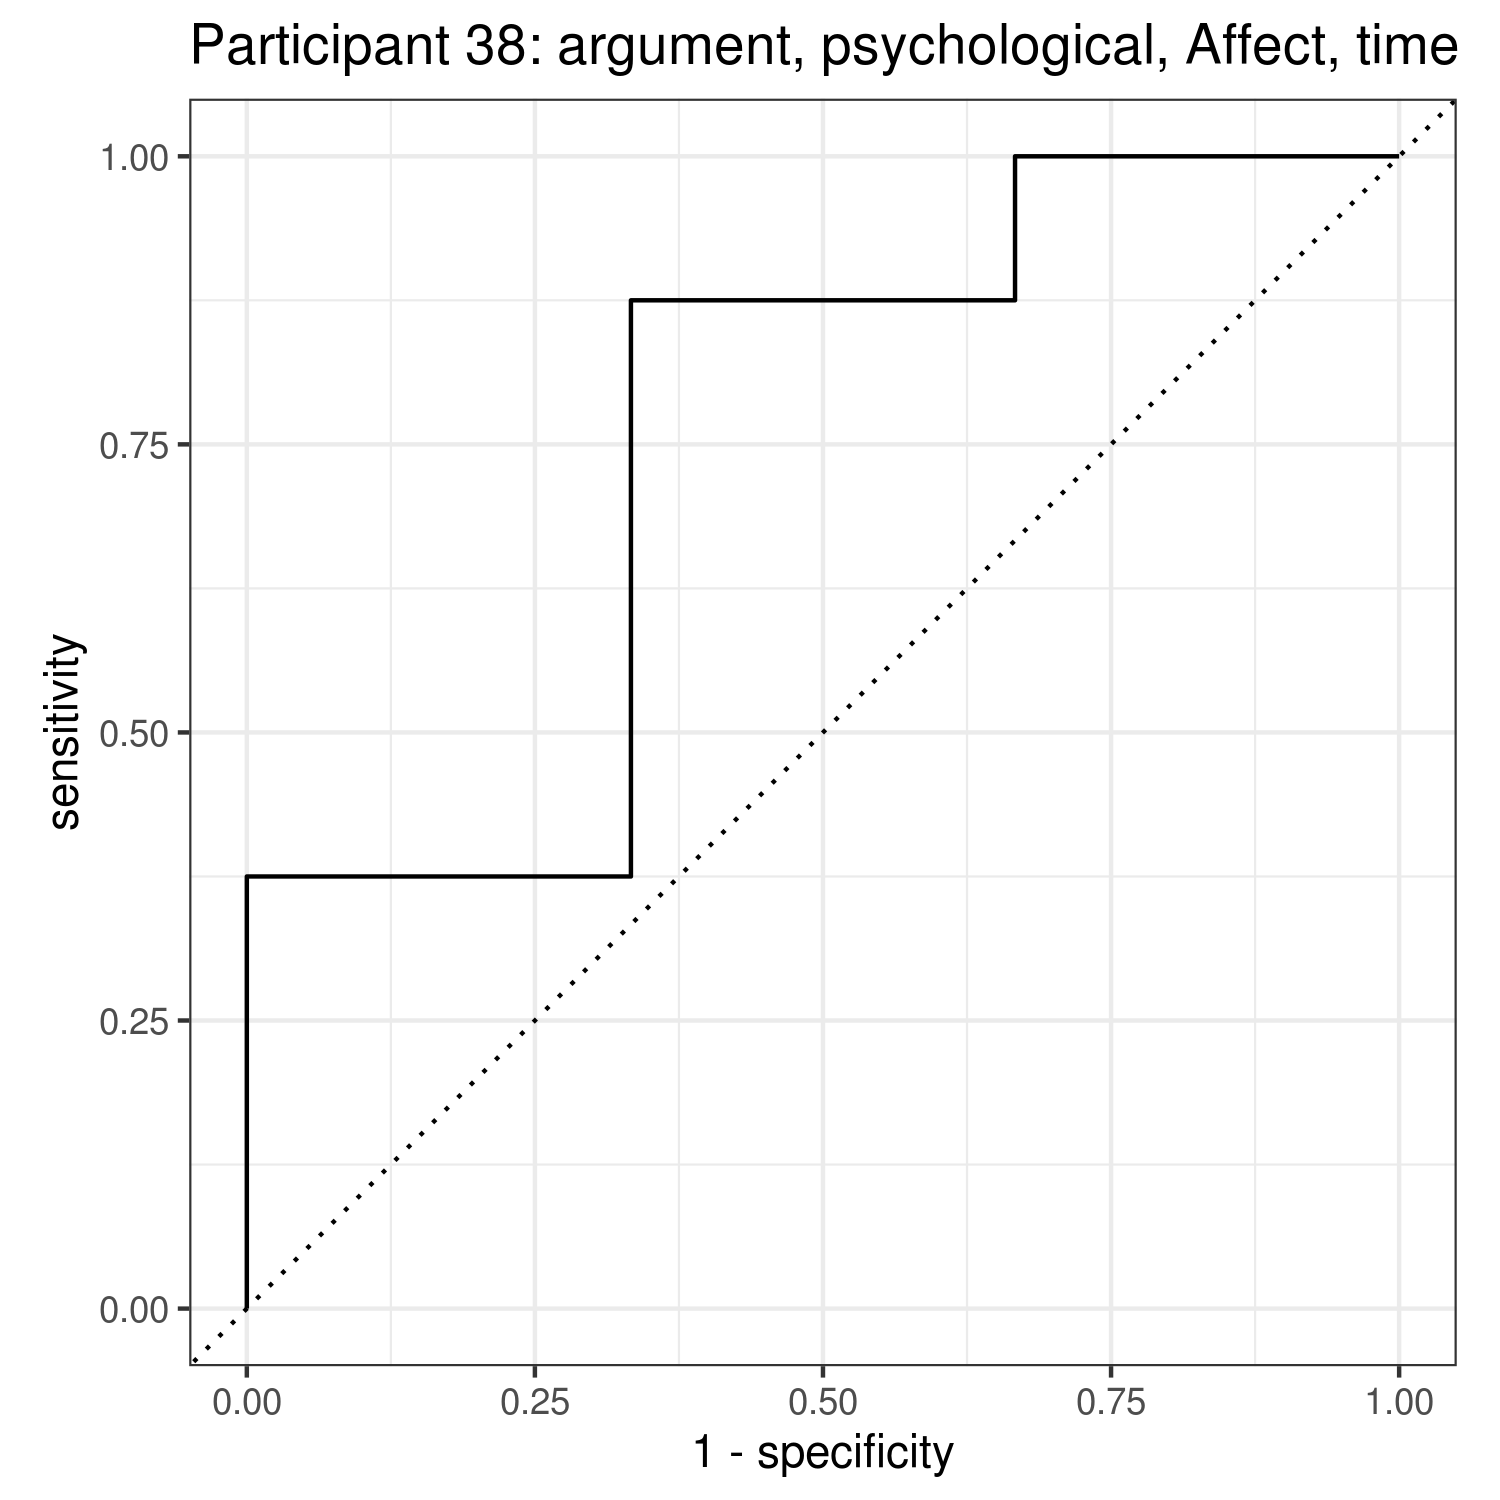 Participant 38: argument, psychological, Affect, time
1.00
0.75
0.50
0.25
0.00
sensitivity
0.00 0.25 0.50 0.75 1.00
1 - specificity